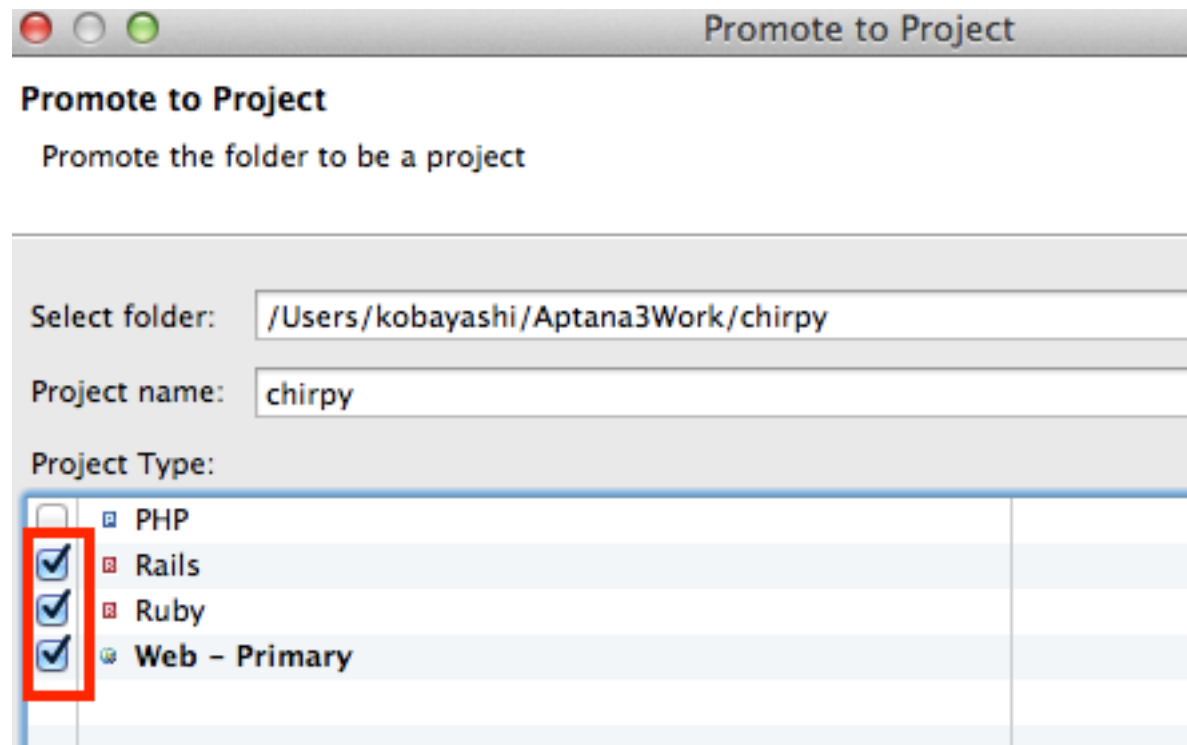 Promote to Project
Promote to Project
Promote the folder to be a project
Select folder: /Users/kobayashi/Aptana3Work/chirpy
Project name: chirpy
Project Type:
PHP
Rails
Ruby
Web – Primary